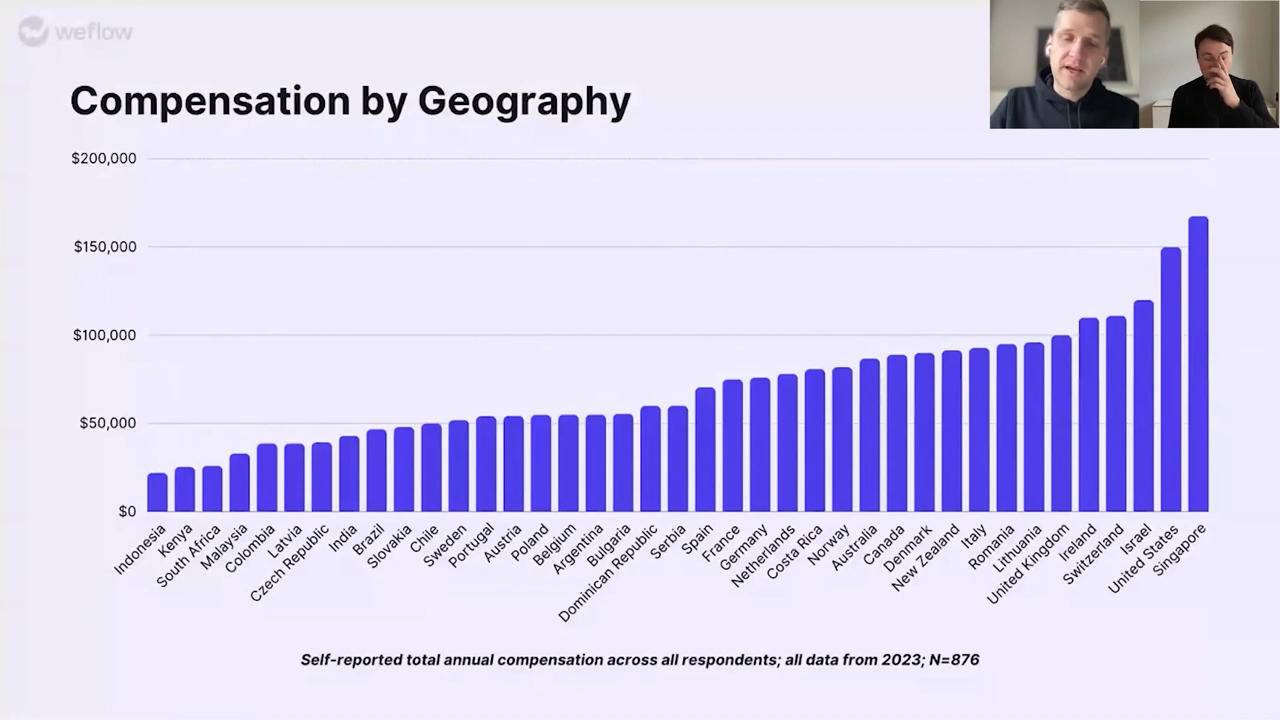 weflow
Compensation by Geography
$200,000
$150,000
$100,000
$50,000
$0
Indonesia
Kenya
South Africa
Malaysia
Colombia
Latvia
Czech Republic
India
Brazil
Slovakia
Chile
Sweden
Portugal
Austria
Poland
Belgium
Argentina
Bulgaria
Dominican Republic
Serbia
Spain
France
Germany
Netherlands
Costa Rica
Norway
Australia
Canada
Denmark
New Zealand
Italy
Romania
Lithuania
United Kingdom
Ireland
Switzerland
Israel
United States
Singapore
Self-reported total annual compensation across all respondents; all data from 2023; N=876